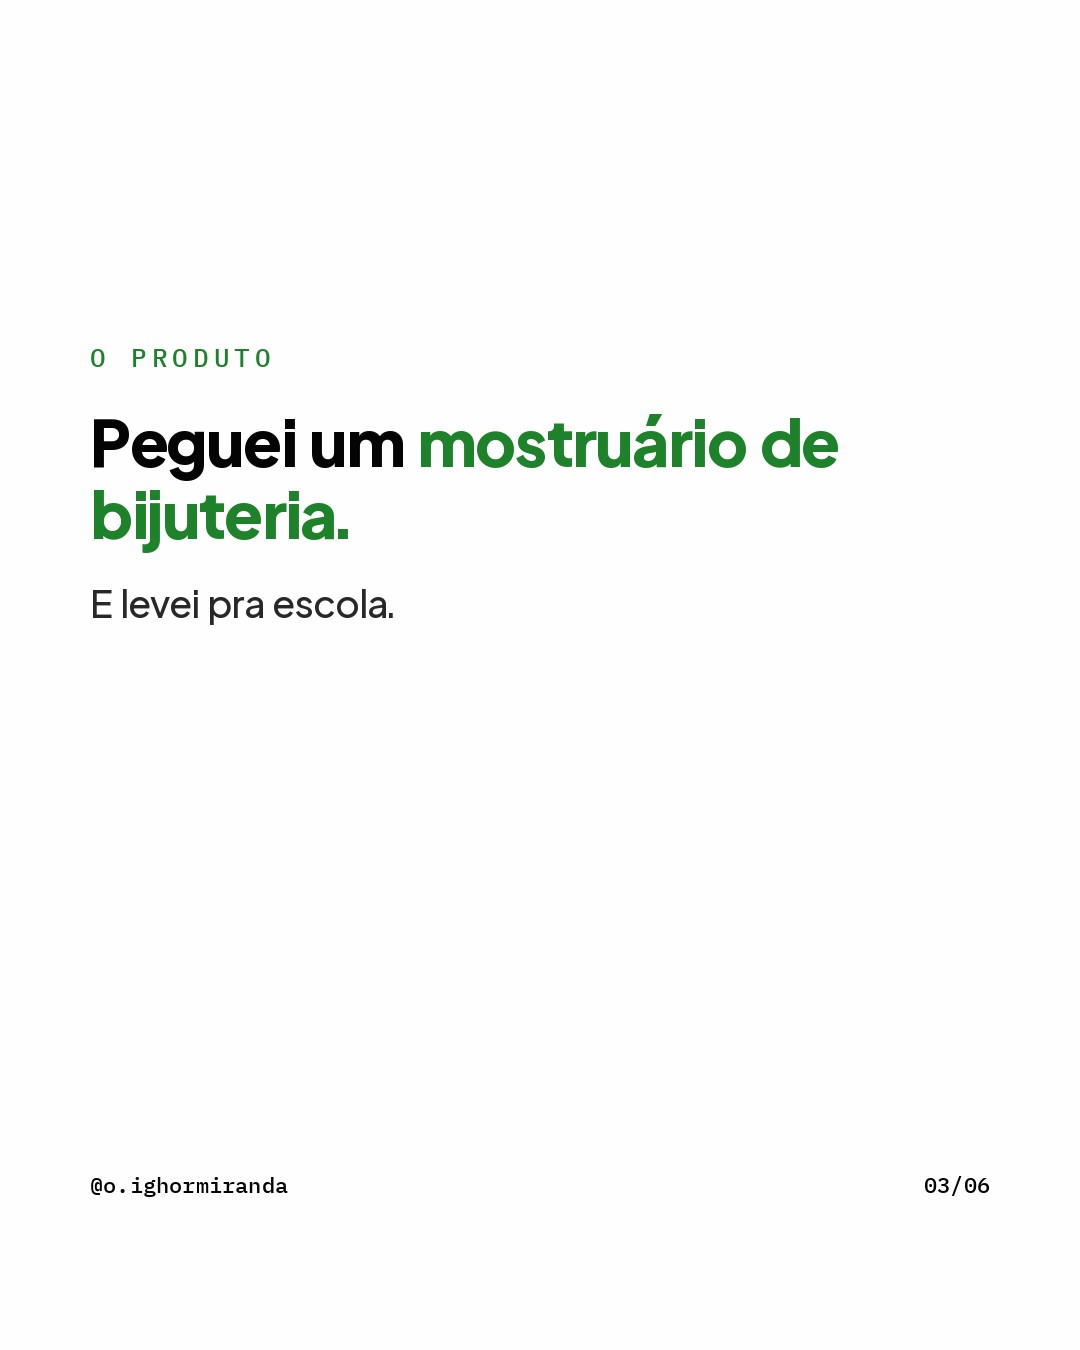 O PRODUTO
Peguei um mostruário de
bijuteria.
E levei pra escola.
@o.ighormiranda
03/06